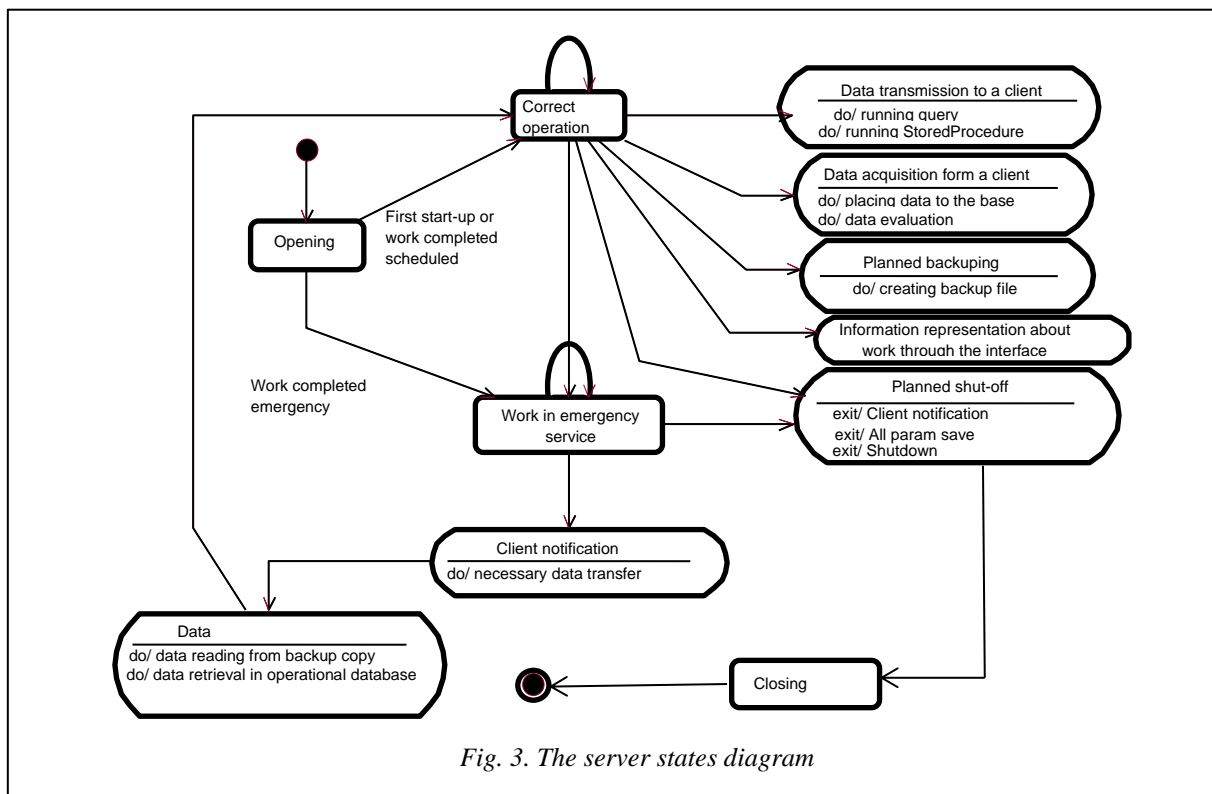 Correct
operation
Data transmission to a client
do/ running query
do/ running StoredProcedure
Data acquisition form a client
do/ placing data to the base
do/ data evaluation
First start-up or
work completed
scheduled
Opening
Planned backuping
do/ creating backup file
Information representation about
work through the interface
Work completed
emergency
Planned shut-off
exit/ Client notification
exit/ All param save
exit/ Shutdown
Work in emergency
service
Client notification
do/ necessary data transfer
Data
do/ data reading from backup copy
do/ data retrieval in operational database
Closing
Fig. 3. The server states diagram